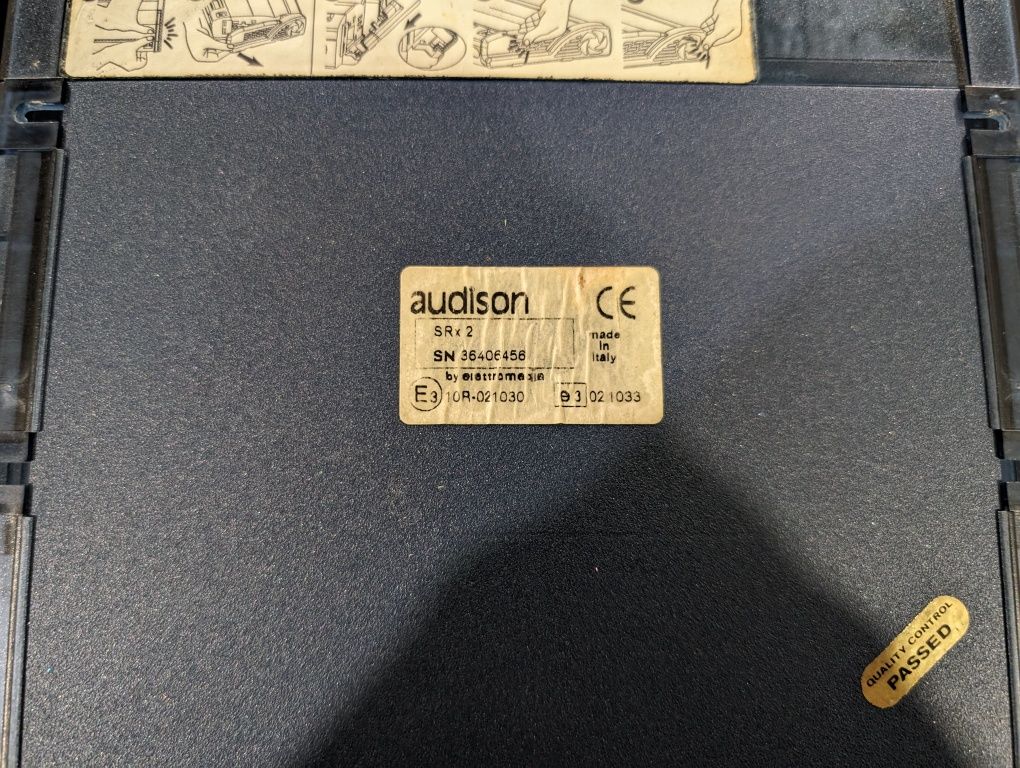 audison CE
SRx 2
SN 36406456
made
in
Italy
by elettromedia
E3 10R-021030 e3 021033
QUALITY CONTROL
PASSED